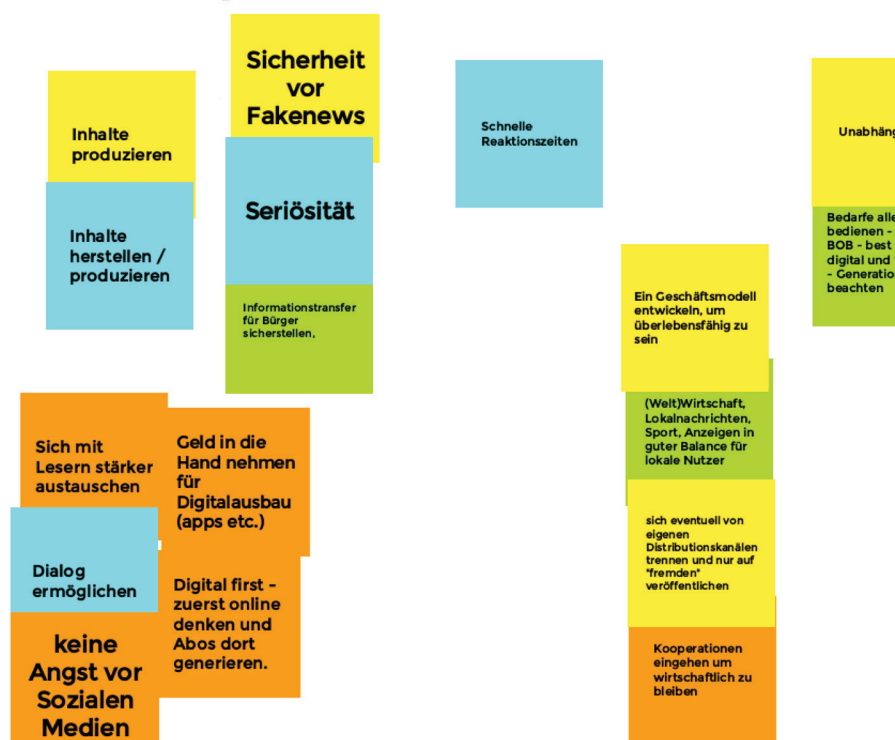 Inhalte
produzieren
Inhalte
herstellen /
produzieren
Sicherheit
vor
Fakenews
Seriösität
Informationstransfer
für Bürger
sicherstellen,
Schnelle
Reaktionszeiten
Bedarfe
bedienen -
BOB - best
digital und
-
beachten
Ein Geschäftsmodell
entwickeln, um
überlebensfähig zu
sein
(Welt)Wirtschaft,
Lokalnachrichten,
Sport, Anzeigen in
guter Balance für
lokale Nutzer
sich eventuell von
eigenen
Distributionskanälen
trennen und nur auf
"fremden"
veröffentlichen
Kooperationen
eingehen um
wirtschaftlich zu
bleiben
Sich mit
Lesern stärker
austauschen
Geld in die
Hand nehmen
für
Digitalausbau
(apps etc.)
Dialog
ermöglichen
Digital first -
zuerst online
denken und
Abos dort
generieren.
keine
Angst vor
Sozialen
Medien